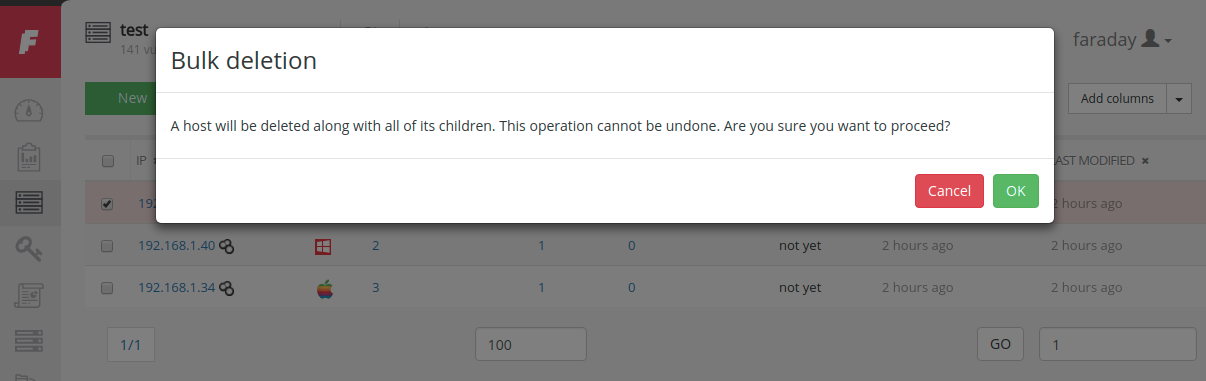 test
faraday
141 vu
Bulk deletion
New
Add columns
A host will be deleted along with all of its children. This operation cannot be undone. Are you sure you want to proceed?
IP
AST MODIFIED ×
Cancel
OK
192
2 hours ago
192.168.1.40 2 1 0 not yet 2 hours ago 2 hours ago
192.168.1.34 3 1 0 not yet 2 hours ago 2 hours ago
1/1
100
GO
1